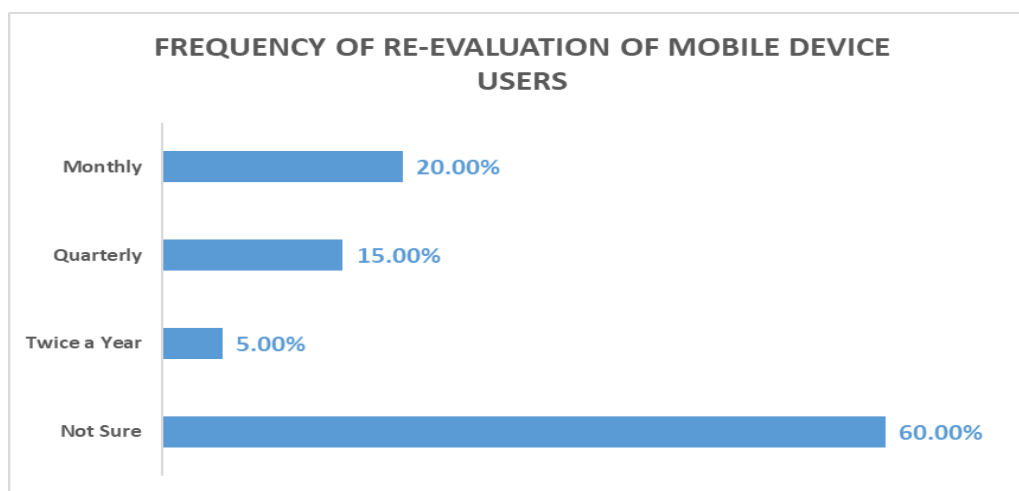 FREQUENCY OF RE-EVALUATION OF MOBILE DEVICE
USERS
Monthly 20.00%
Quarterly 15.00%
Twice a Year 5.00%
Not Sure 60.00%